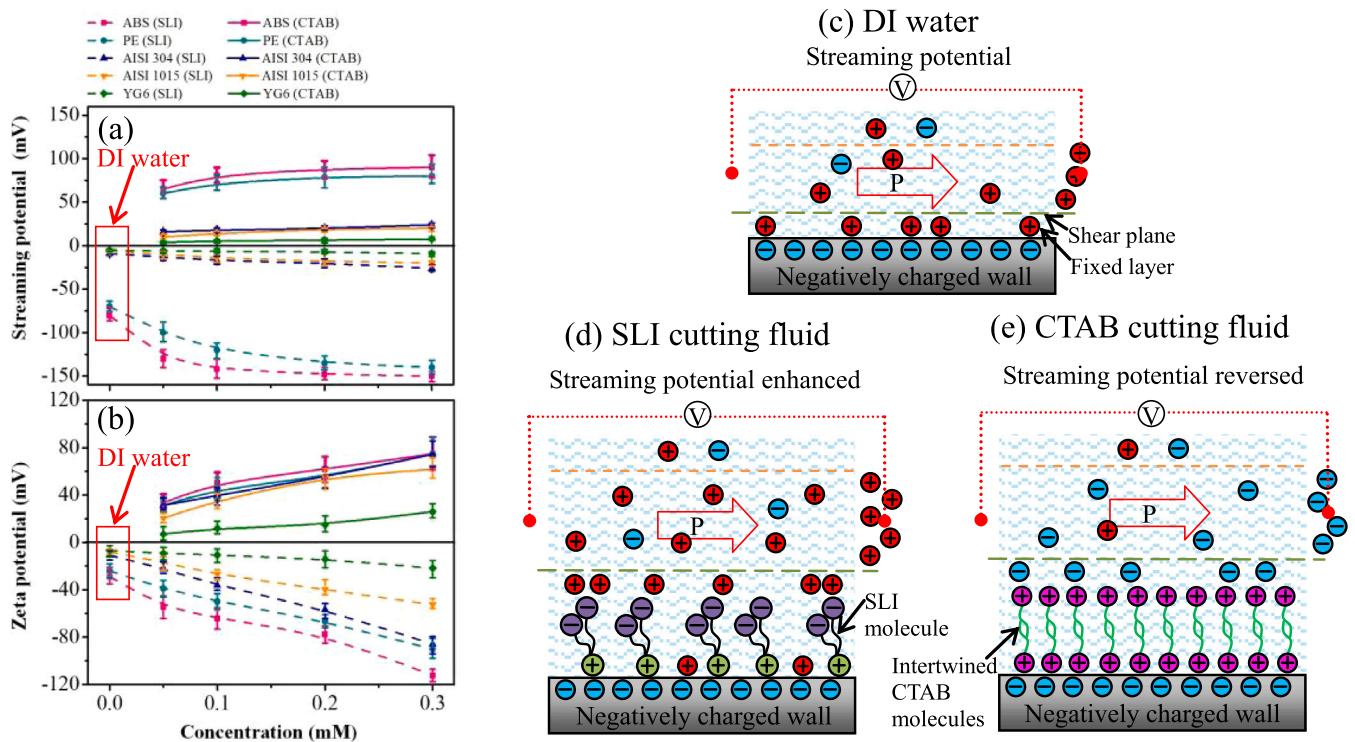 ABS (SLI)
ABS (CTAB)
PE (SLI)
PE (CTAB)
AISI 304 (SLI)
AISI 304 (CTAB)
AISI 1015 (SLI)
AISI 1015 (CTAB)
YG6 (SLI)
YG6 (CTAB)
(a)
DI water
Streaming potential (mV)
150
100
50
0
-50
-100
-150
(b)
DI water
Zeta potential (mV)
120
80
40
0
-40
-80
-120
0.0
0.1
0.2
0.3
Concentration (mM)
(c) DI water
Streaming potential
V
P
Shear plane
Fixed layer
Negatively charged wall
(d) SLI cutting fluid
Streaming potential enhanced
V
P
SLI
molecule
Negatively charged wall
(e) CTAB cutting fluid
Streaming potential reversed
V
P
Intertwined
CTAB
molecules
Negatively charged wall